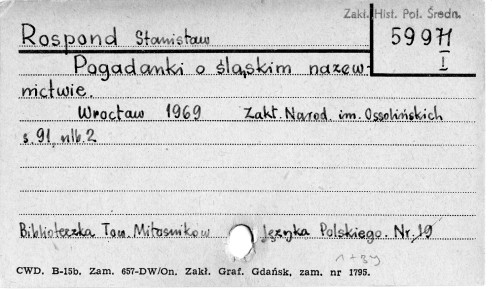 Zakł. Hist. Pol. Średn.
Rospond Stanisław
59971
I
Pogadanki o śląskim nazew-
nictwie.
Wrocław 1969 Zakł. Narod. im. Ossolińskich
s. 91, nlb. 2
Biblioteczka Tow. Miłośników Języka Polskiego. Nr. 19
CWD. B-15b. Zam. 657-DW/On. Zakł. Graf. Gdańsk, zam. nr 1795.